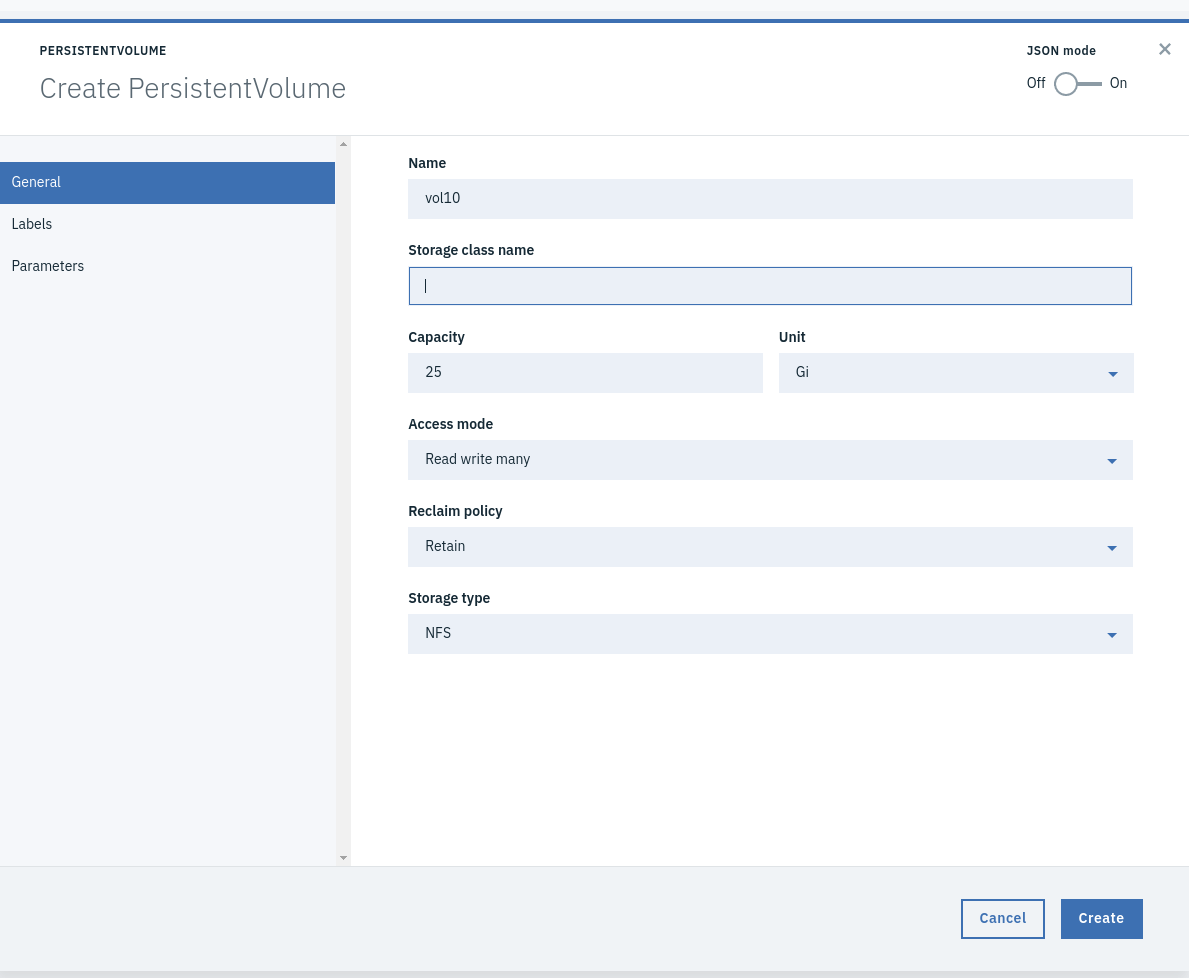 PERSISTENTVOLUME
Create PersistentVolume
JSON mode
Off On
General
Labels
Parameters
Name
vol10
Storage class name
Capacity Unit
25 Gi
Access mode
Read write many
Reclaim policy
Retain
Storage type
NFS
Cancel Create